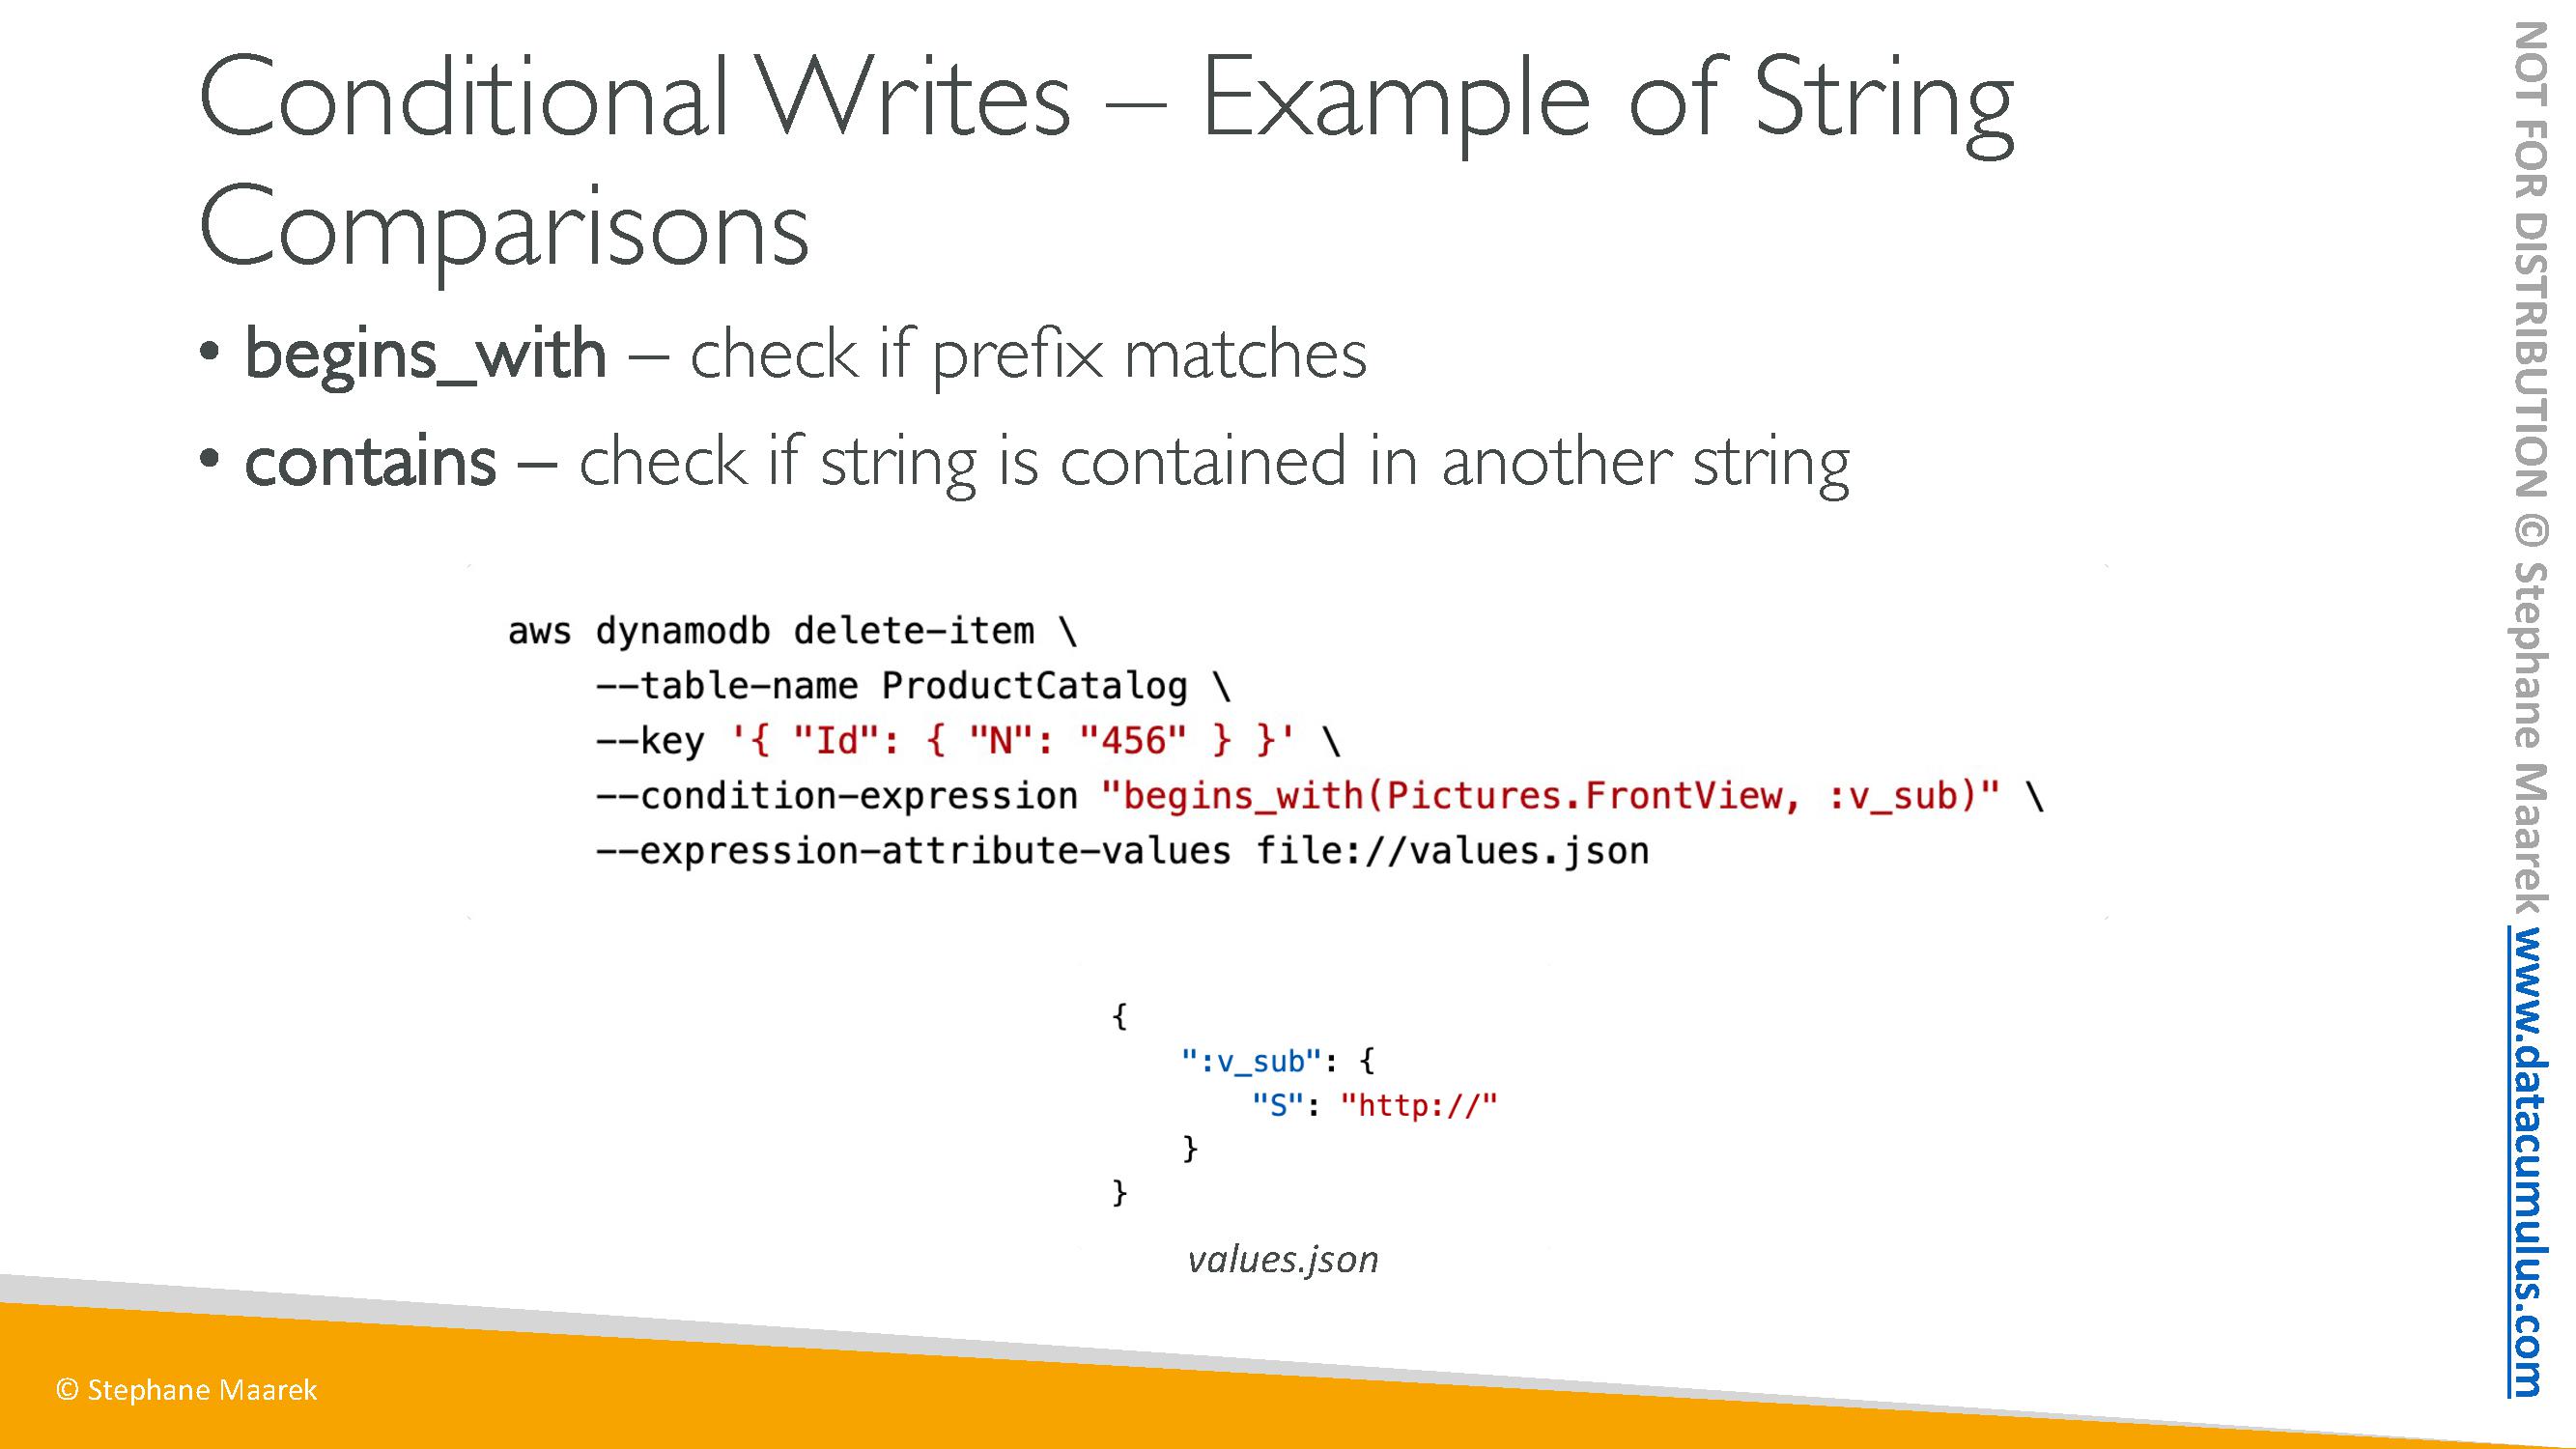 Conditional Writes – Example of String
Comparisons
• begins_with – check if prefix matches
• contains – check if string is contained in another string
aws dynamodb delete-item \
    --table-name ProductCatalog \
    --key '{ "Id": { "N": "456" } }' \
    --condition-expression "begins_with(Pictures.FrontView, :v_sub)" \
    --expression-attribute-values file://values.json
{
    ":v_sub": {
        "S": "http://"
    }
}
values.json
© Stephane Maarek
NOT FOR DISTRIBUTION © Stephane Maarek www.datacumulus.com